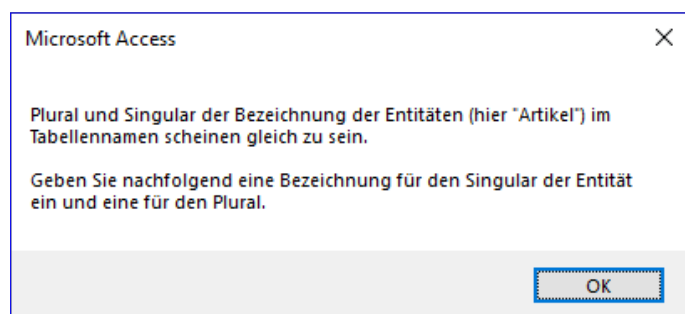 Microsoft Access
Plural und Singular der Bezeichnung der Entitäten (hier "Artikel") im
Tabellennamen scheinen gleich zu sein.
Geben Sie nachfolgend eine Bezeichnung für den Singular der Entität
ein und eine für den Plural.
OK